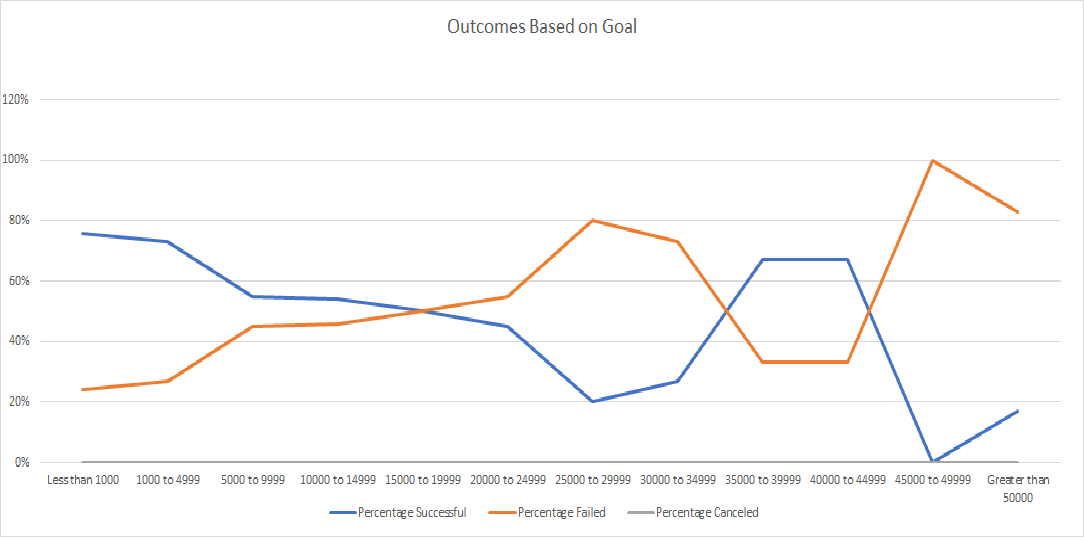 Outcomes Based on Goal
120%
100%
80%
60%
40%
20%
0%
Less than 1000 1000 to 4999 5000 to 9999 10000 to 14999 15000 to 19999 20000 to 24999 25000 to 29999 30000 to 34999 35000 to 39999 40000 to 44999 45000 to 49999 Greater than
50000
Percentage Successful Percentage Failed Percentage Canceled